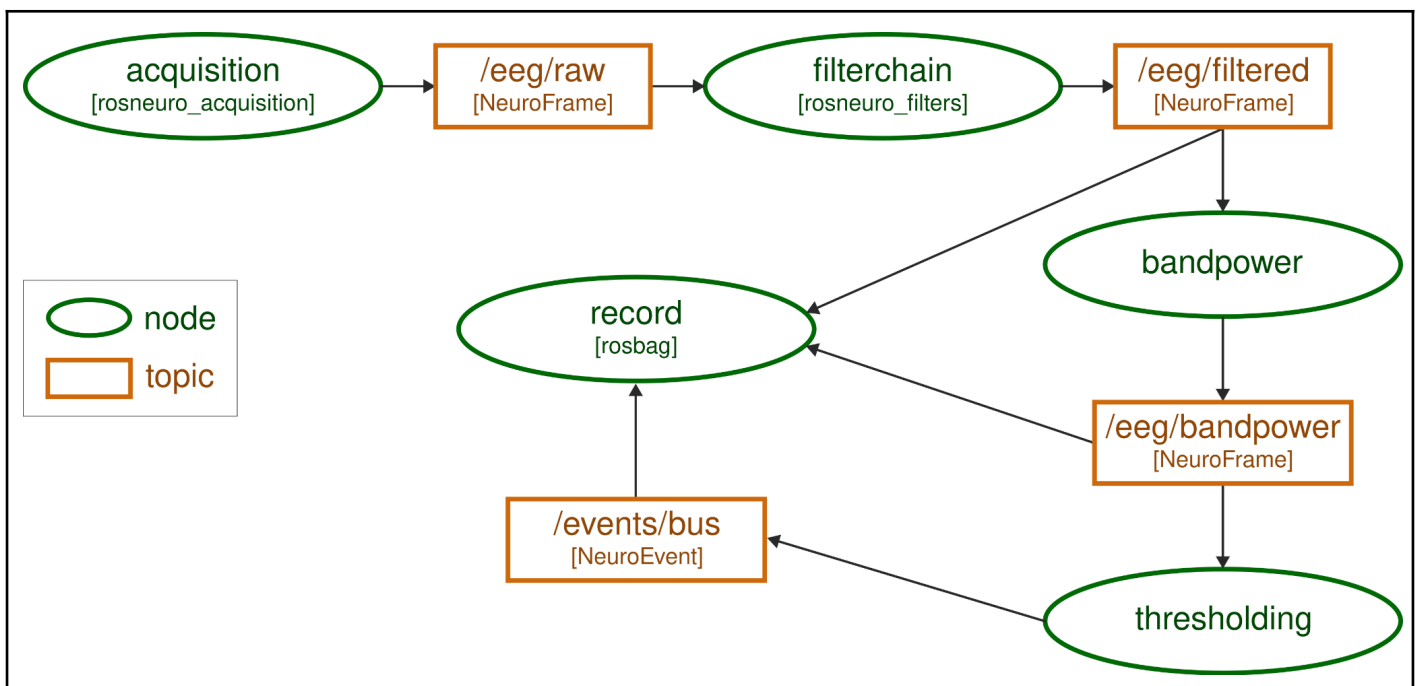 acquisition
[rosneuro_acquisition]
/eeg/raw
[NeuroFrame]
filterchain
[rosneuro_filters]
/eeg/filtered
[NeuroFrame]
bandpower
record
[rosbag]
node
topic
/eeg/bandpower
[NeuroFrame]
/events/bus
[NeuroEvent]
thresholding